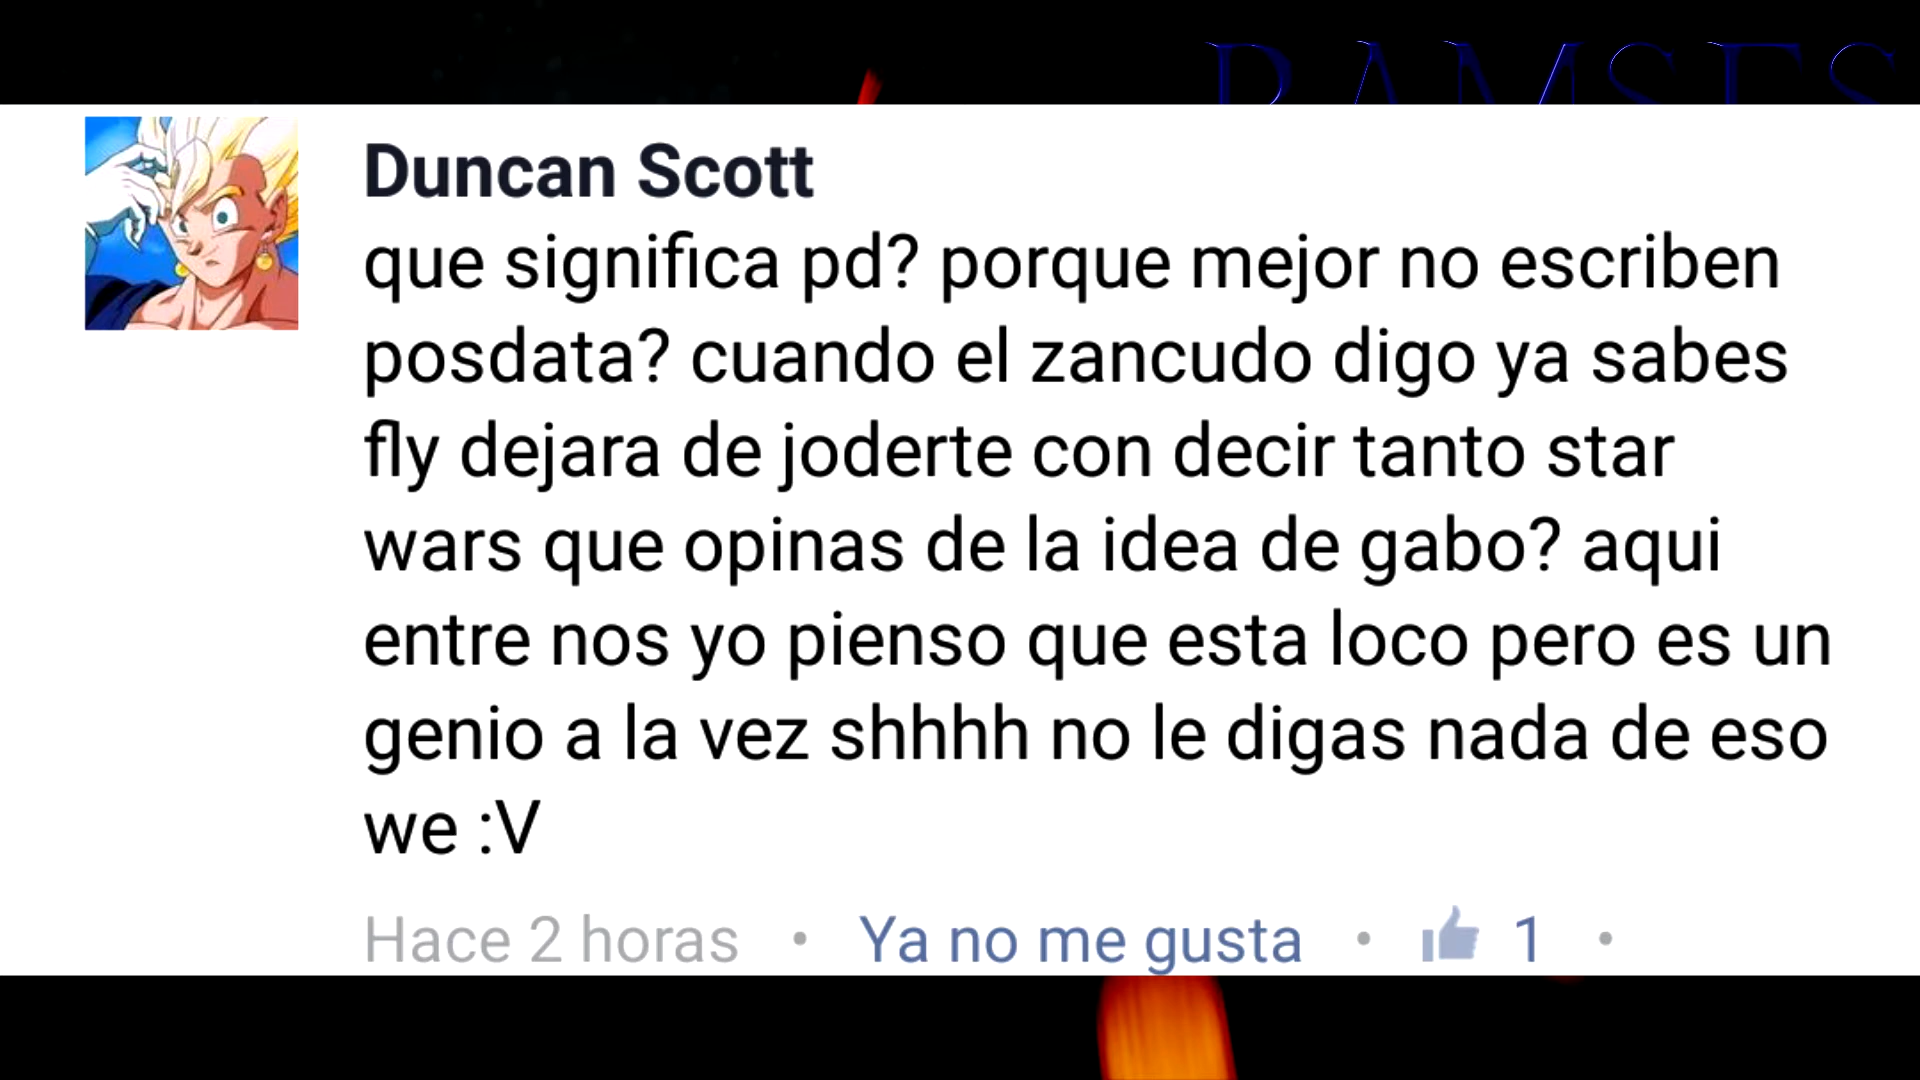 RAMSES
Duncan Scott
que significa pd? porque mejor no escriben
posdata? cuando el zancudo digo ya sabes
fly dejara de joderte con decir tanto star
wars que opinas de la idea de gabo? aqui
entre nos yo pienso que esta loco pero es un
genio a la vez shhhh no le digas nada de eso
we :V
Hace 2 horas • Ya no me gusta • 1 •